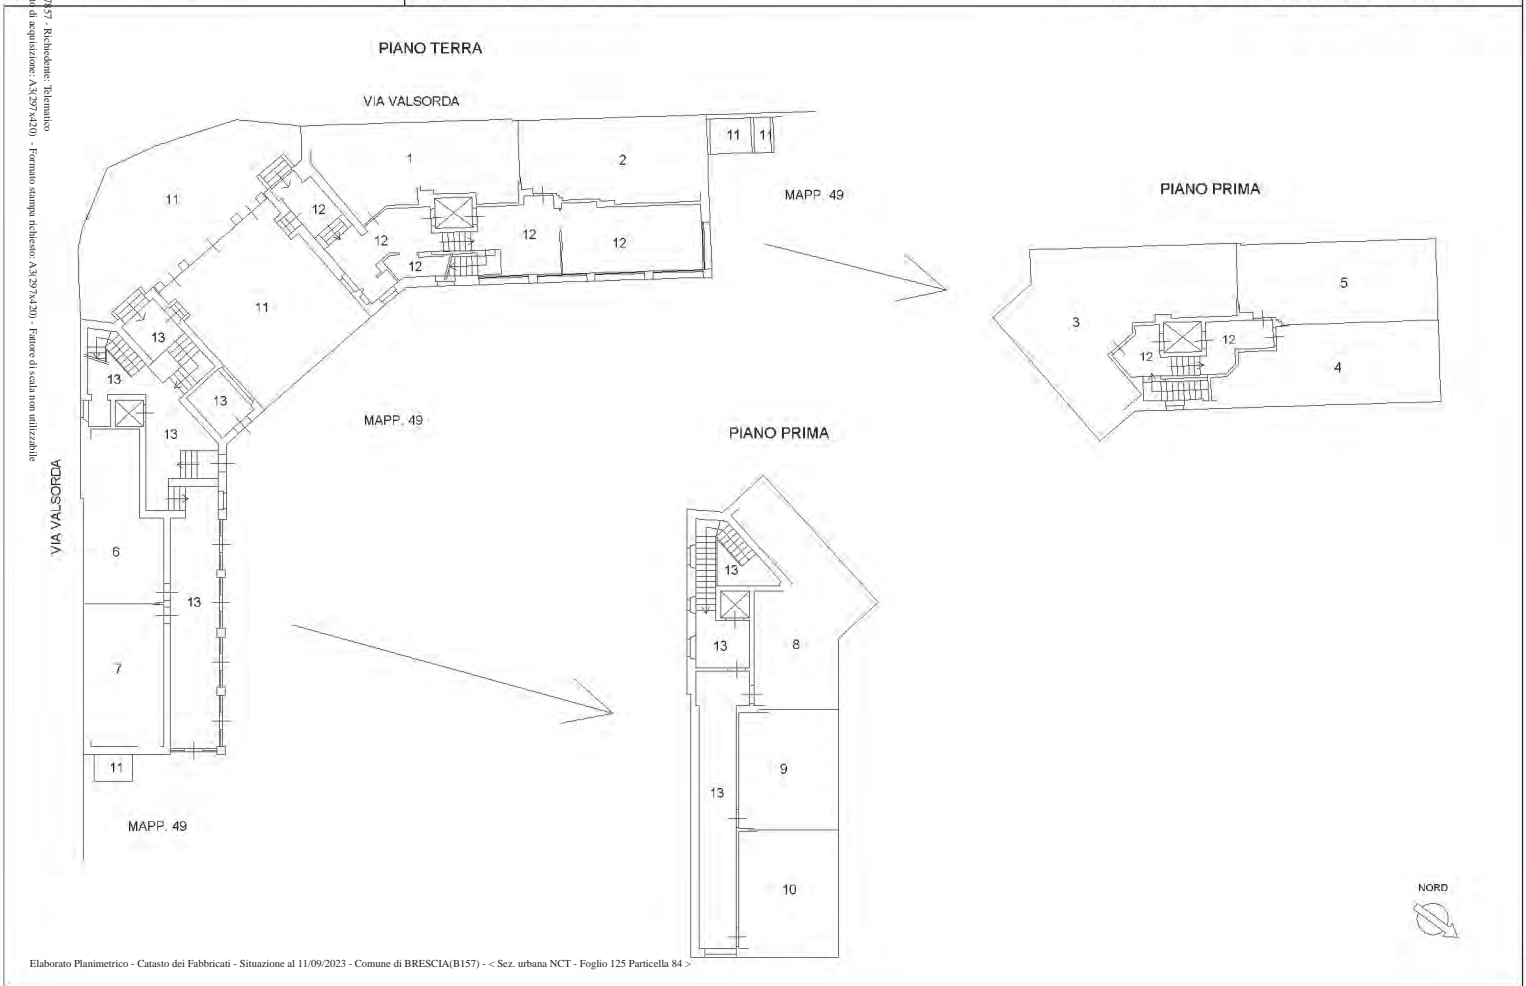 7857 - Richiedente: Telematico
to di acquisizione: A3(297x420) - Formato stampa richiesto: A3(297x420) - Fattore di scala non utilizzabile
PIANO TERRA
VIA VALSORDA
11 11
1
2
MAPP. 49
PIANO PRIMA
11
12
12
12
12
12
5
3
11
13
12
12
4
13
13
MAPP. 49
13
PIANO PRIMA
VIA VALSORDA
6
13
13
7
13
8
11
9
13
MAPP. 49
10
NORD
Elaborato Planimetrico - Catasto dei Fabbricati - Situazione al 11/09/2023 - Comune di BRESCIA(B157) - < Sez. urbana NCT - Foglio 125 Particella 84 >